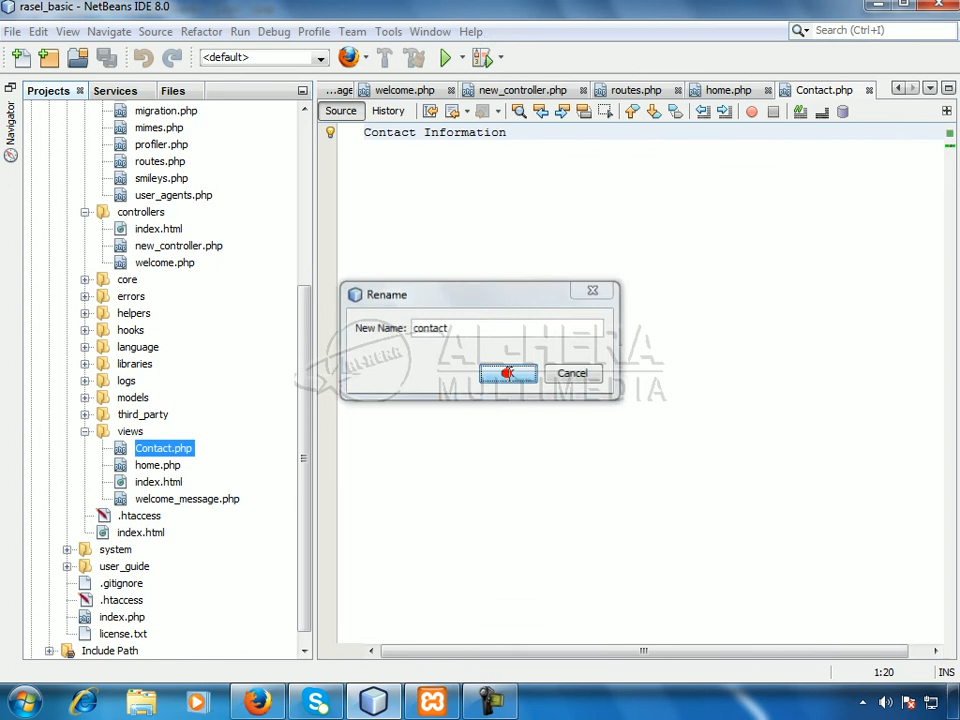 rasel_basic - NetBeans IDE 8.0
File Edit View Navigate Source Refactor Run Debug Profile Team Tools Window Help
Search (Ctrl+I)
<default>
Projects Services Files
...age welcome.php new_controller.php routes.php home.php Contact.php
Source History
Navigator
Contact Information
migration.php
mimes.php
profiler.php
routes.php
smileys.php
user_agents.php
controllers
index.html
new_controller.php
welcome.php
core
errors
helpers
hooks
language
libraries
logs
models
third_party
views
Contact.php
home.php
index.html
welcome_message.php
.htaccess
index.html
system
user_guide
.gitignore
.htaccess
index.php
license.txt
Include Path
Rename
New Name: contact
Cancel
ALCHERA
MULTIMEDIA
1:20 INS